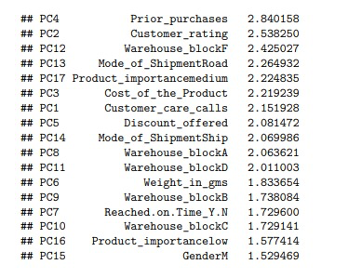 ## PC4 Prior_purchases 2.840158
## PC2 Customer_rating 2.538250
## PC12 Warehouse_blockF 2.425027
## PC13 Mode_of_ShipmentRoad 2.264932
## PC17 Product_importancemedium 2.224835
## PC3 Cost_of_the_Product 2.219239
## PC1 Customer_care_calls 2.151928
## PC5 Discount_offered 2.081472
## PC14 Mode_of_ShipmentShip 2.069986
## PC8 Warehouse_blockA 2.063621
## PC11 Warehouse_blockD 2.011003
## PC6 Weight_in_gms 1.833654
## PC9 Warehouse_blockB 1.738084
## PC7 Reached.on.Time_Y.N 1.729600
## PC10 Warehouse_blockC 1.729141
## PC16 Product_importancelow 1.577414
## PC15 GenderM 1.529469